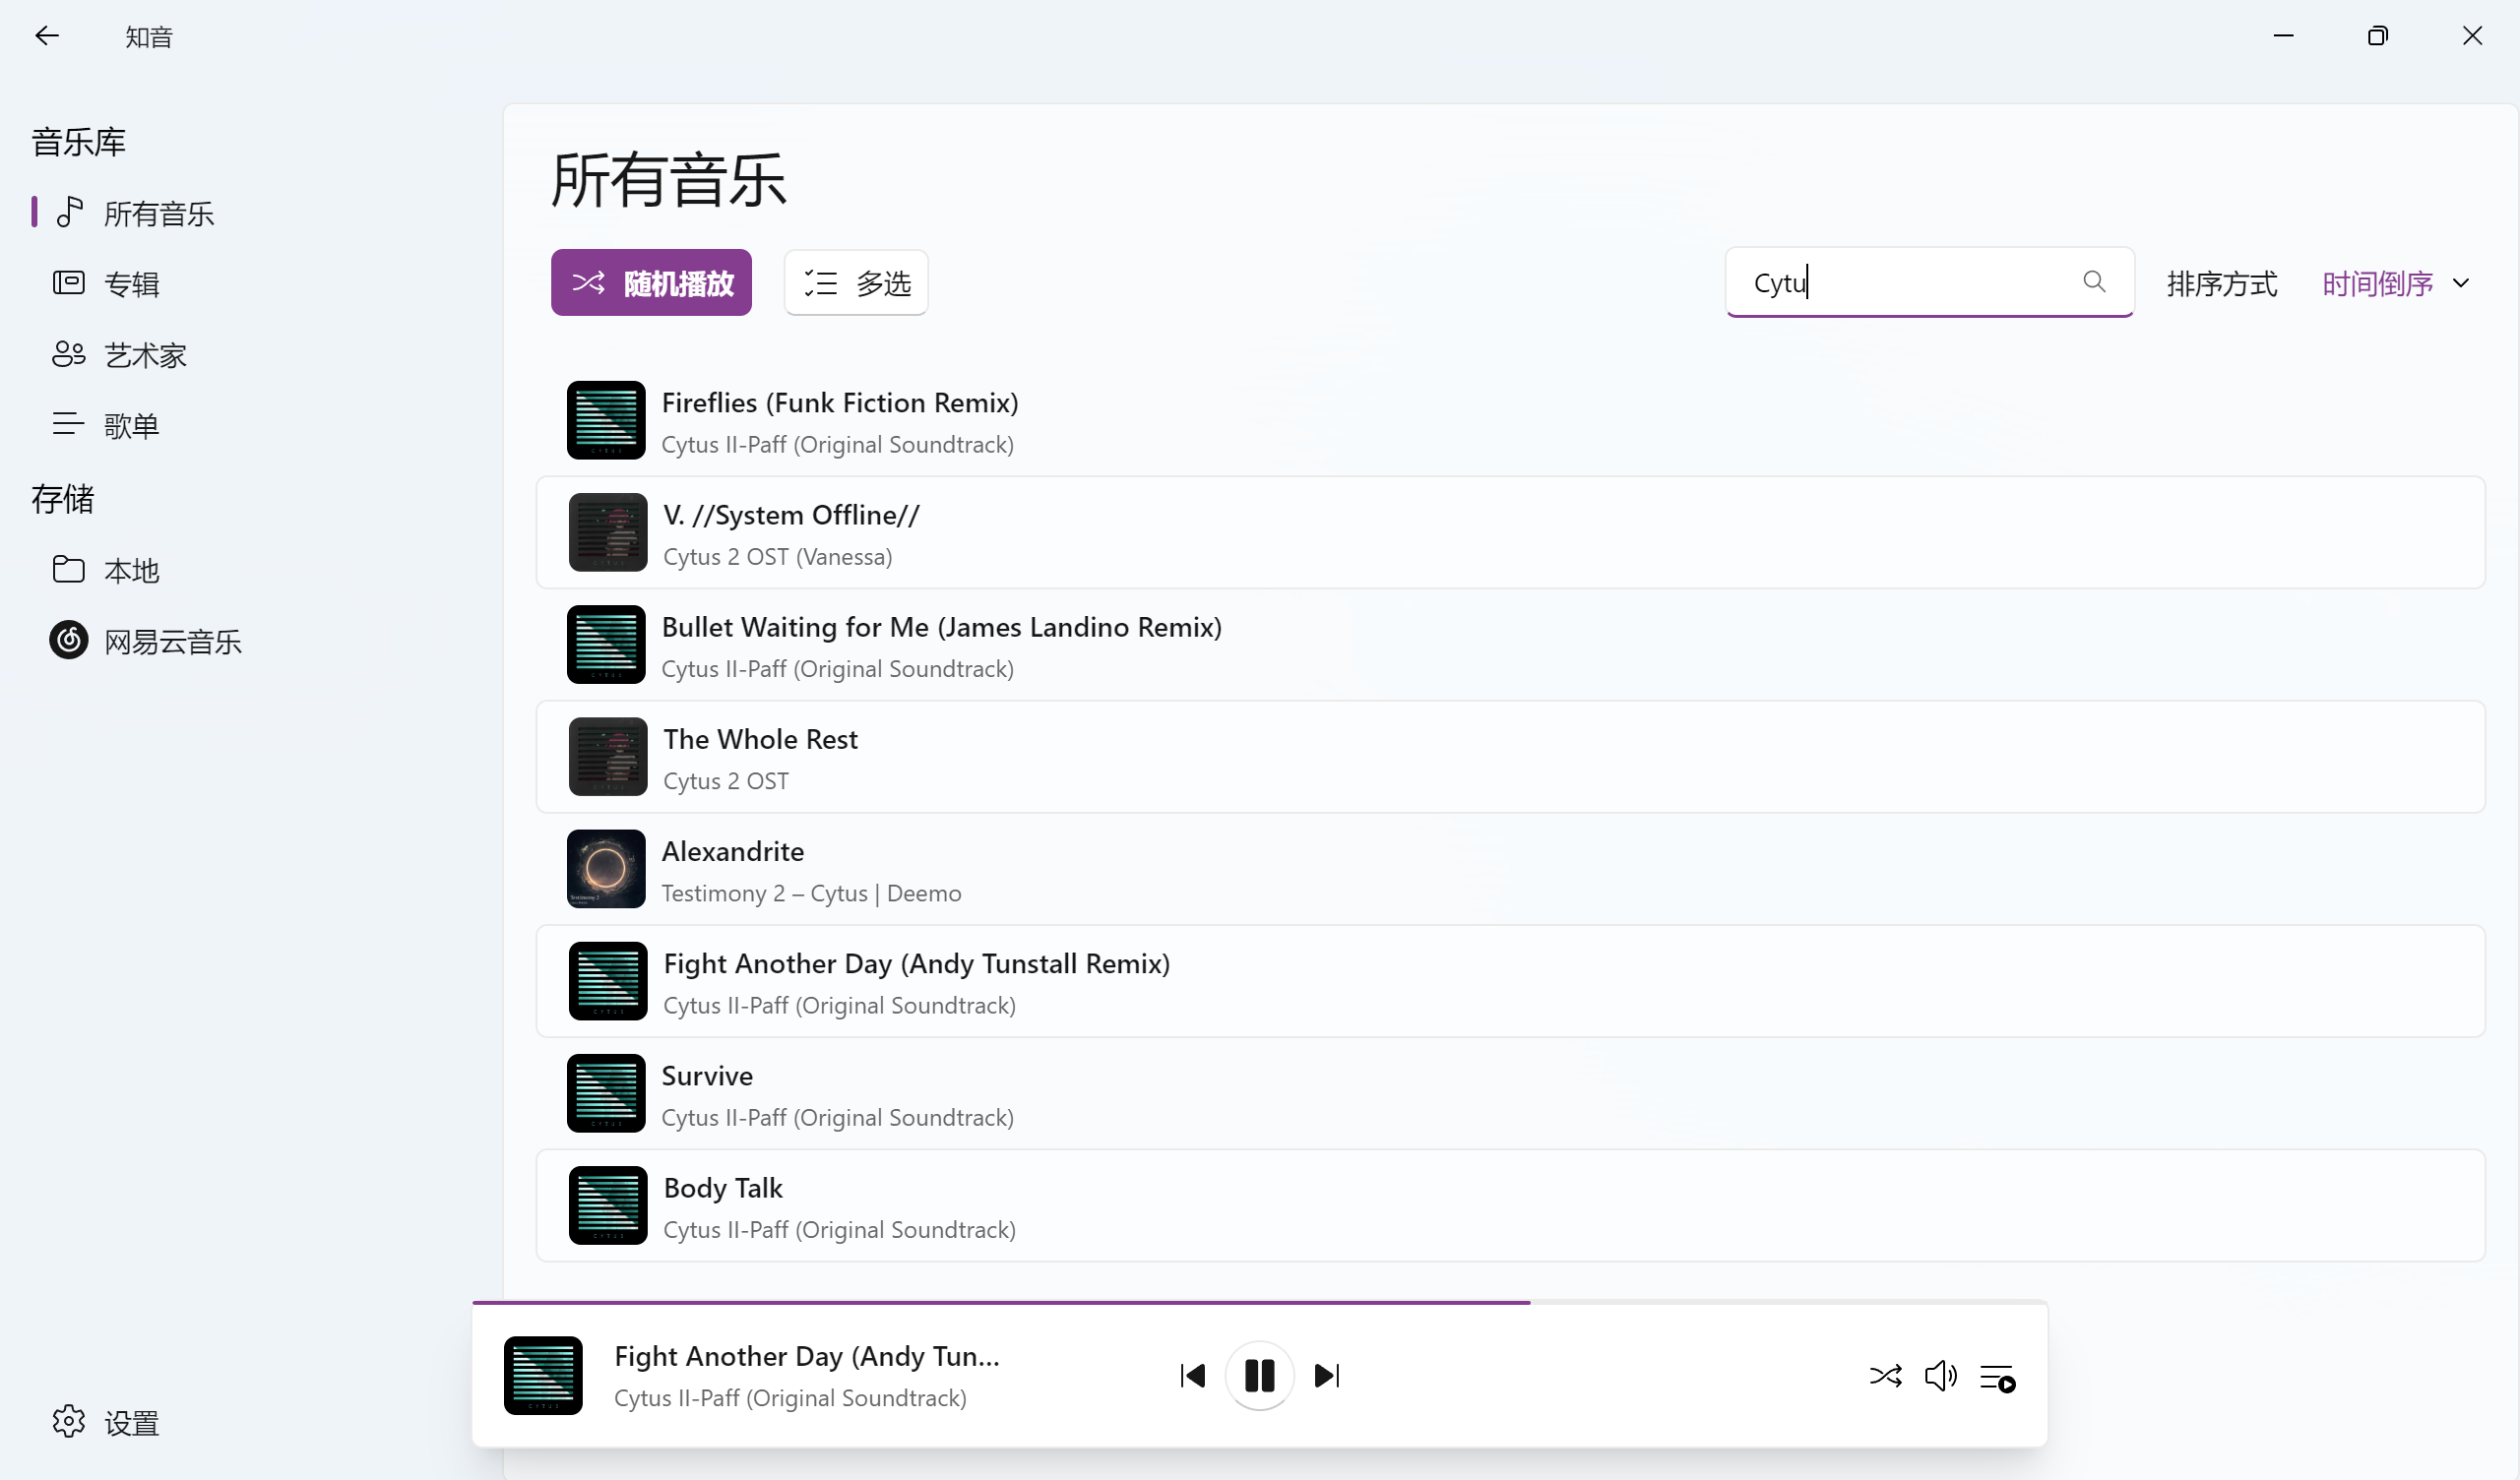 知音
音乐库
所有音乐
专辑
艺术家
歌单
存储
本地
网易云音乐
设置
所有音乐
随机播放
多选
Cytu
排序方式
时间倒序
Fireflies (Funk Fiction Remix)
Cytus II-Paff (Original Soundtrack)
V. //System Offline//
Cytus 2 OST (Vanessa)
Bullet Waiting for Me (James Landino Remix)
Cytus II-Paff (Original Soundtrack)
The Whole Rest
Cytus 2 OST
Alexandrite
Testimony 2 – Cytus | Deemo
Fight Another Day (Andy Tunstall Remix)
Cytus II-Paff (Original Soundtrack)
Survive
Cytus II-Paff (Original Soundtrack)
Body Talk
Cytus II-Paff (Original Soundtrack)
Fight Another Day (Andy Tun...
Cytus II-Paff (Original Soundtrack)